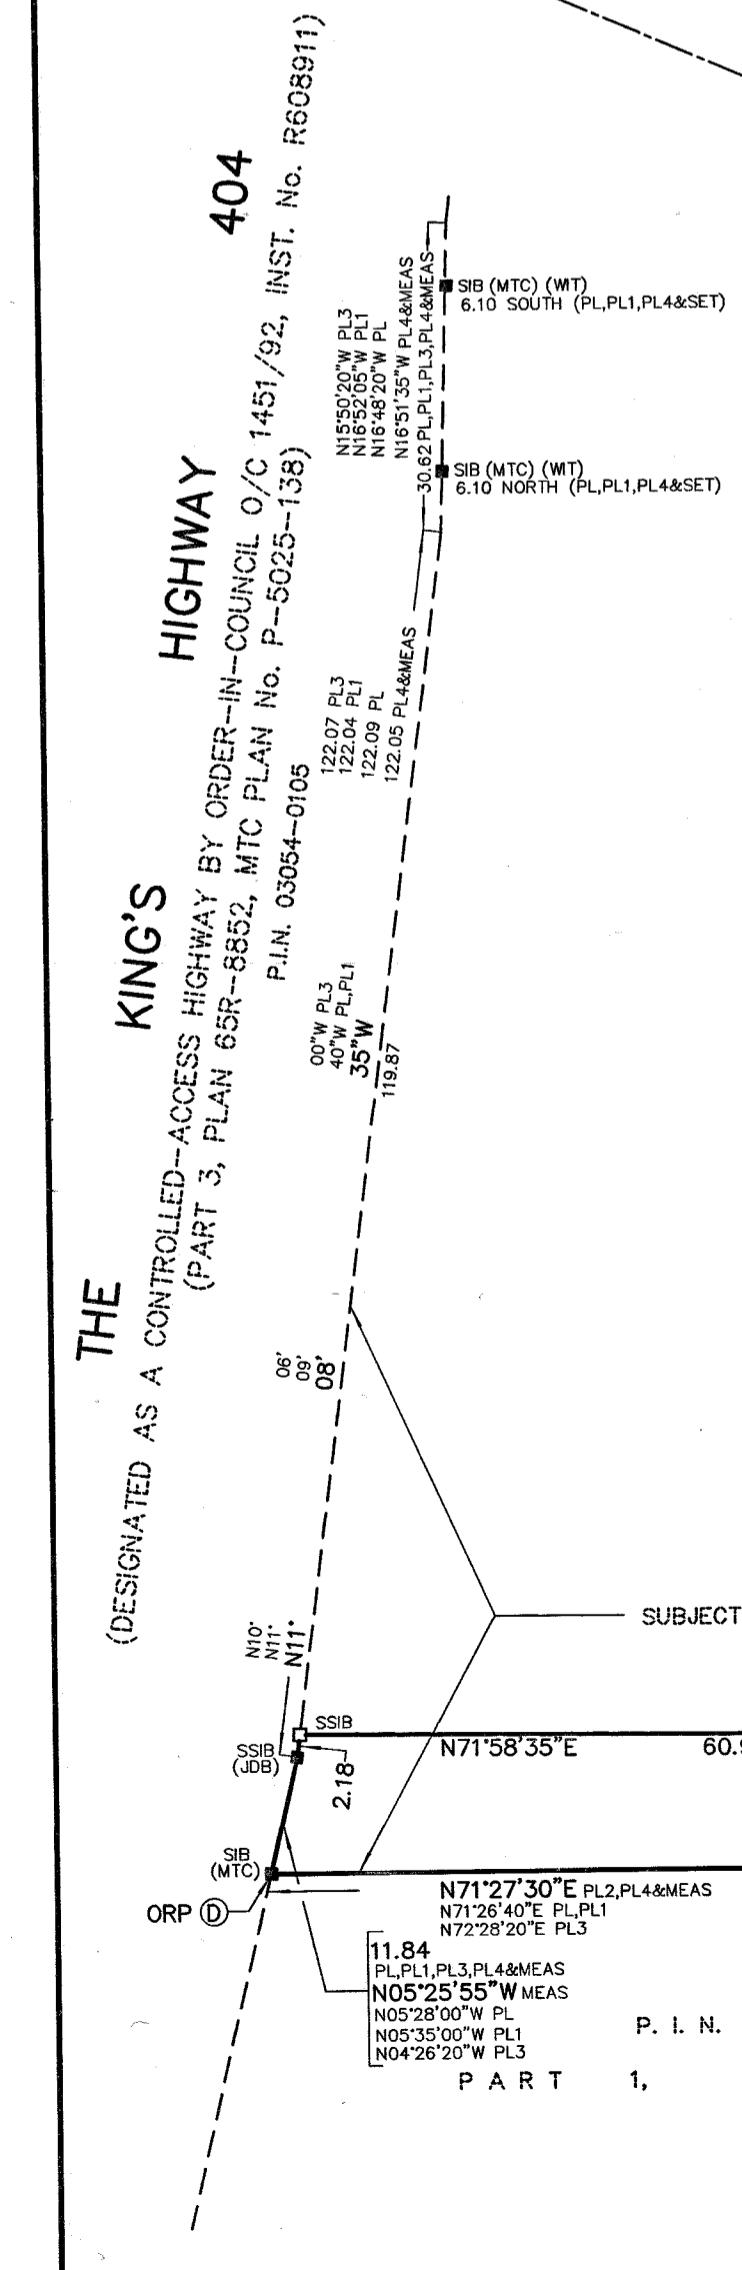 THE KING'S HIGHWAY 404
(DESIGNATED AS A CONTROLLED-ACCESS HIGHWAY BY ORDER-IN-COUNCIL O/C 1451/92, INST. No. R608911)
(PART 3, PLAN 65R-8852, MTC PLAN No. P-5025-138)
P.I.N. 03054-0105
N15°50'20"W PL3
N16°52'05"W PL1
N16°48'20"W PL
N16°51'35"W PL4&MEAS
30.62 PL,PL1,PL3,PL4&MEAS
SIB (MTC) (WIT)
6.10 SOUTH (PL,PL1,PL4&SET)
SIB (MTC) (WIT)
6.10 NORTH (PL,PL1,PL4&SET)
122.07 PL3
122.04 PL1
122.09 PL
122.05 PL4&MEAS
N10° 06' 00"W PL3
N11° 09' 40"W PL,PL1
N11° 08' 35"W
119.87
SUBJECT
SSIB
SSIB
(JDB)
2.18
N71°58'35"E
60.9
SIB
(MTC)
ORP D
N71°27'30"E PL2,PL4&MEAS
N71°26'40"E PL,PL1
N72°28'20"E PL3
11.84
PL,PL1,PL3,PL4&MEAS
N05°25'55"W MEAS
N05°28'00"W PL
N05°35'00"W PL1
N04°26'20"W PL3
P. I. N.
PART 1,